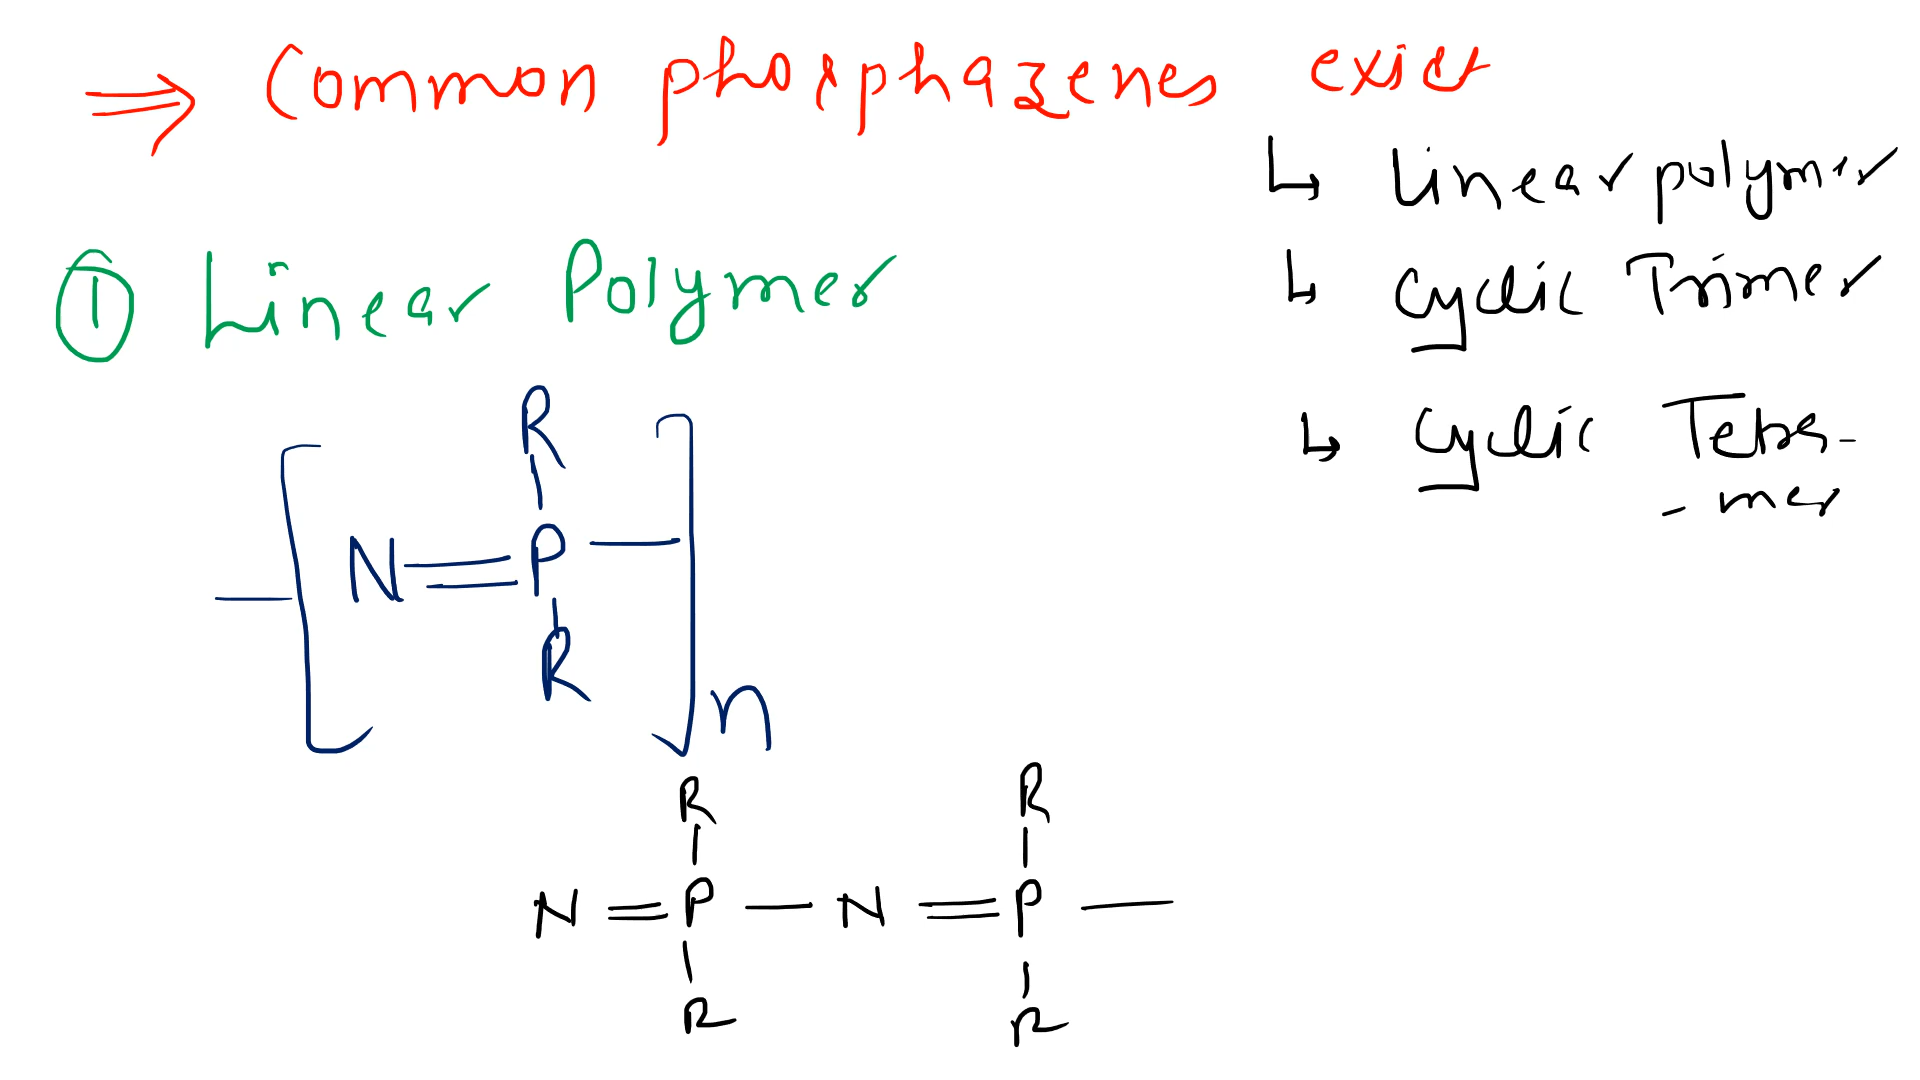 ⇒ Common phosphazenes exist
↳ Linear polymer
↳ Cyclic Trimer
↳ Cyclic Tetra-
- mer
① Linear Polymer
R
N = P —
R
n
R R
N = P — N = P —
R R